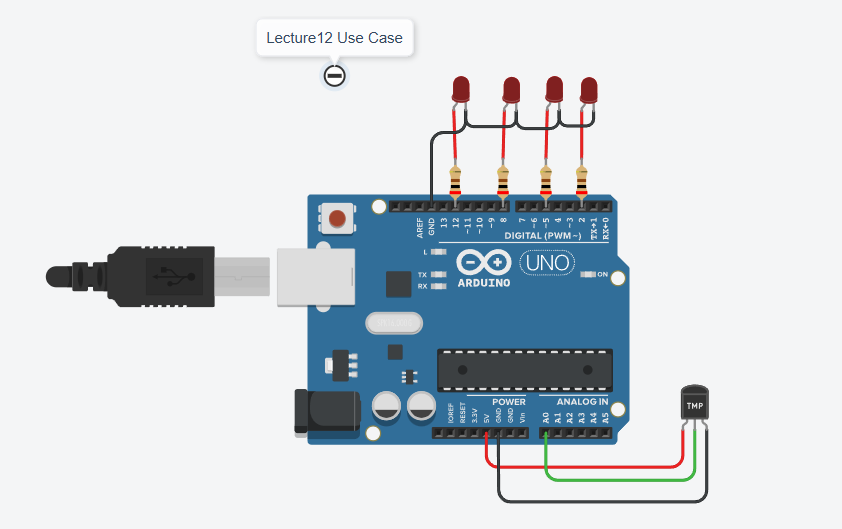 Lecture12 Use Case
AREF
GND
13
12
~11
~10
~9
8
7
~6
~5
4
~3
2
TX→1
RX←0
DIGITAL (PWM~)
L
TX
RX
UNO
ARDUINO
ON
TMP
POWER
ANALOG IN
IOREF
RESET
3.3V
5V
GND
GND
Vin
A0
A1
A2
A3
A4
A5